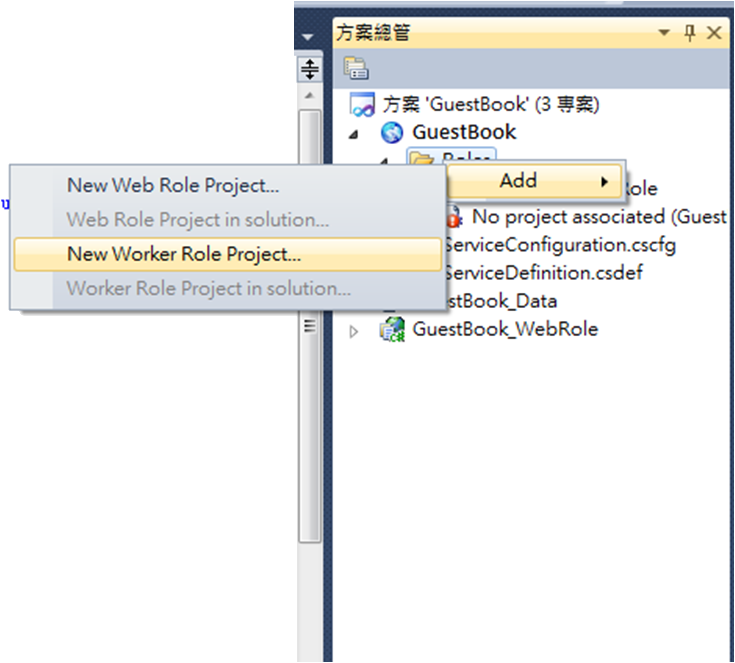 方案總管
方案 'GuestBook' (3 專案)
GuestBook
Roles
Add
New Web Role Project...
Web Role Project in solution...
New Worker Role Project...
Worker Role Project in solution...
Role
No project associated (Guest
ServiceConfiguration.cscfg
ServiceDefinition.csdef
stBook_Data
GuestBook_WebRole
u